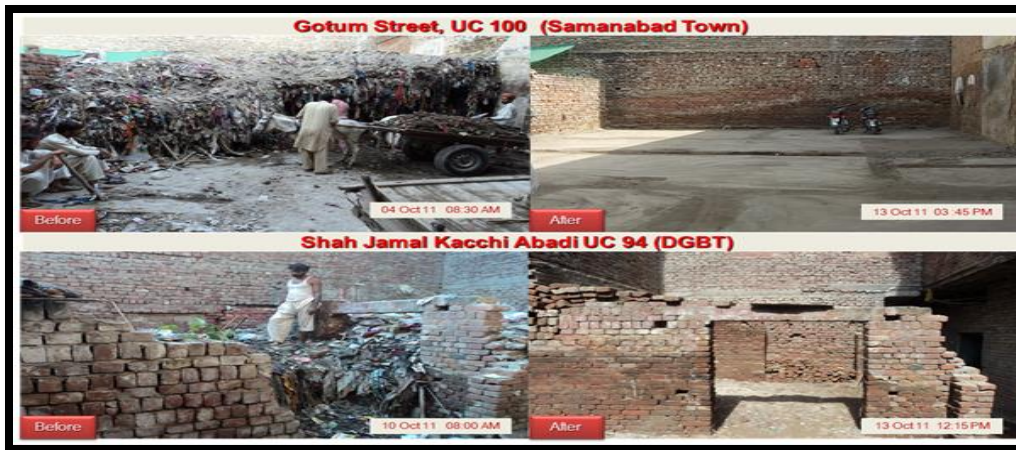 Gotum Street, UC 100 (Samanabad Town)
Before
04 Oct 11 08:30 AM
After
13 Oct 11 03:45 PM
Shah Jamal Kacchi Abadi UC 94 (DGBT)
Before
10 Oct 11 08:00 AM
After
13 Oct 11 12:15 PM